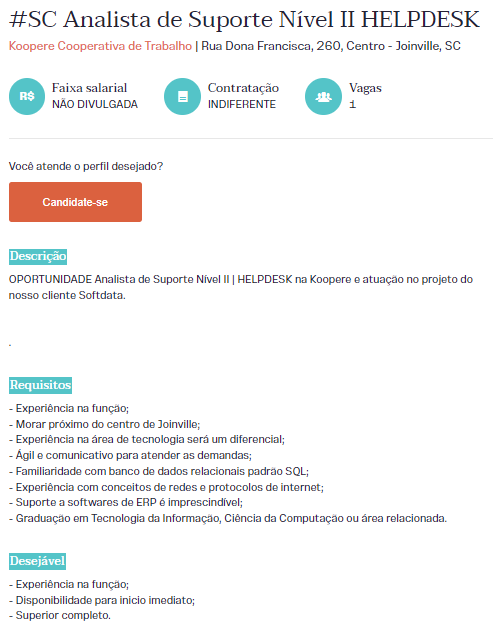 #SC Analista de Suporte Nível II HELPDESK
Koopere Cooperativa de Trabalho | Rua Dona Francisca, 260, Centro - Joinville, SC
R$
Faixa salarial
NÃO DIVULGADA
Contratação
INDIFERENTE
Vagas
1
Você atende o perfil desejado?
Candidate-se
Descrição
OPORTUNIDADE Analista de Suporte Nível II | HELPDESK na Koopere e atuação no projeto do
nosso cliente Softdata.
.
Requisitos
- Experiência na função;
- Morar próximo do centro de Joinville;
- Experiência na área de tecnologia será um diferencial;
- Ágil e comunicativo para atender as demandas;
- Familiaridade com banco de dados relacionais padrão SQL;
- Experiência com conceitos de redes e protocolos de internet;
- Suporte a softwares de ERP é imprescindível;
- Graduação em Tecnologia da Informação, Ciência da Computação ou área relacionada.
Desejável
- Experiência na função;
- Disponibilidade para inicio imediato;
- Superior completo.